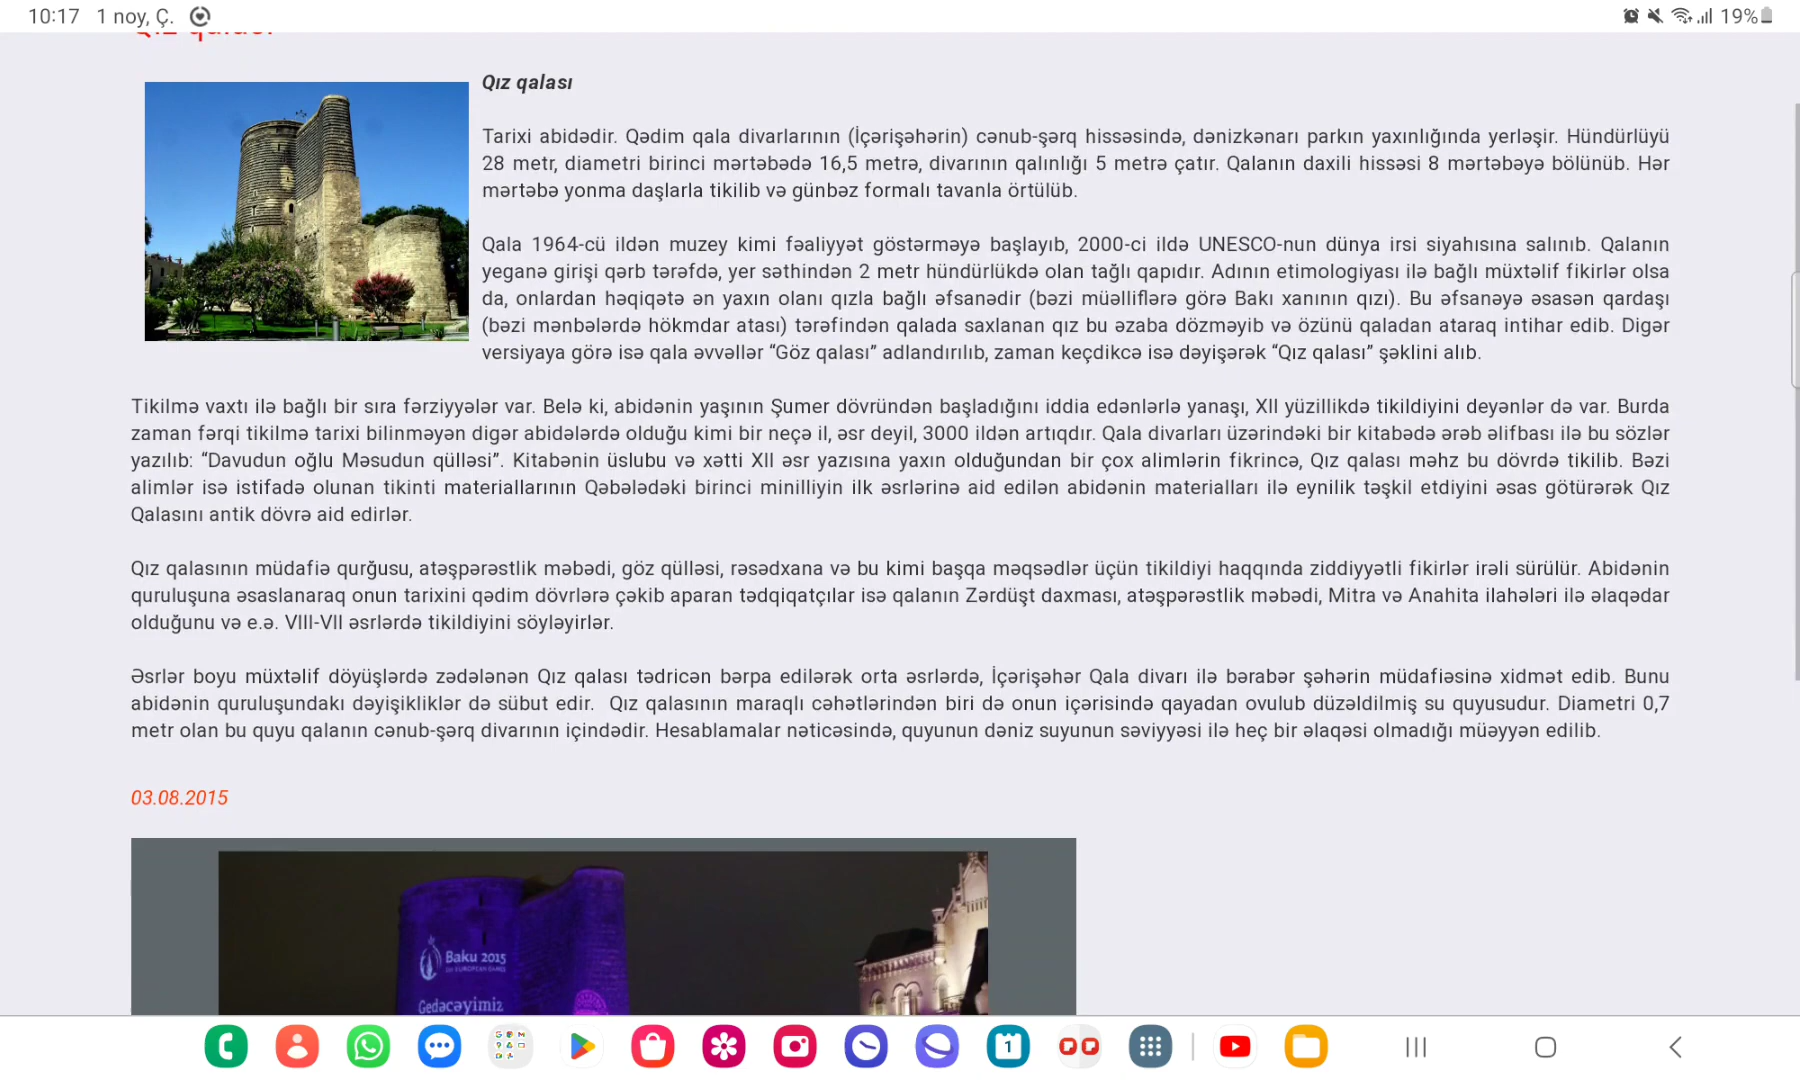 10:17 1 noy, Ç.
19%
Qız qalası
Tarixi abidədir. Qədim qala divarlarının (İçərişəhərin) cənub-şərq hissəsində, dənizkənarı parkın yaxınlığında yerləşir. Hündürlüyü
28 metr, diametri birinci mərtəbədə 16,5 metrə, divarının qalınlığı 5 metrə çatır. Qalanın daxili hissəsi 8 mərtəbəyə bölünüb. Hər
mərtəbə yonma daşlarla tikilib və günbəz formalı tavanla örtülüb.
Qala 1964-cü ildən muzey kimi fəaliyyət göstərməyə başlayıb, 2000-ci ildə UNESCO-nun dünya irsi siyahısına salınıb. Qalanın
yeganə girişi qərb tərəfdə, yer səthindən 2 metr hündürlükdə olan tağlı qapıdır. Adının etimologiyası ilə bağlı müxtəlif fikirlər olsa
da, onlardan həqiqətə ən yaxın olanı qızla bağlı əfsanədir (bəzi müəlliflərə görə Bakı xanının qızı). Bu əfsanəyə əsasən qardaşı
(bəzi mənbələrdə hökmdar atası) tərəfindən qalada saxlanan qız bu əzaba dözməyib və özünü qaladan ataraq intihar edib. Digər
versiyaya görə isə qala əvvəllər “Göz qalası” adlandırılıb, zaman keçdikcə isə dəyişərək “Qız qalası” şəklini alıb.
Tikilmə vaxtı ilə bağlı bir sıra fərziyyələr var. Belə ki, abidənin yaşının Şumer dövründən başladığını iddia edənlərlə yanaşı, XII yüzillikdə tikildiyini deyənlər də var. Burda
zaman fərqi tikilmə tarixi bilinməyən digər abidələrdə olduğu kimi bir neçə il, əsr deyil, 3000 ildən artıqdır. Qala divarları üzərindəki bir kitabədə ərəb əlifbası ilə bu sözlər
yazılıb: “Davudun oğlu Məsudun qülləsi”. Kitabənin üslubu və xətti XII əsr yazısına yaxın olduğundan bir çox alimlərin fikrincə, Qız qalası məhz bu dövrdə tikilib. Bəzi
alimlər isə istifadə olunan tikinti materiallarının Qəbələdəki birinci minilliyin ilk əsrlərinə aid edilən abidənin materialları ilə eynilik təşkil etdiyini əsas götürərək Qız
Qalasını antik dövrə aid edirlər.
Qız qalasının müdafiə qurğusu, atəşpərəstlik məbədi, göz qülləsi, rəsədxana və bu kimi başqa məqsədlər üçün tikildiyi haqqında ziddiyyətli fikirlər irəli sürülür. Abidənin
quruluşuna əsaslanaraq onun tarixini qədim dövrlərə çəkib aparan tədqiqatçılar isə qalanın Zərdüşt daxması, atəşpərəstlik məbədi, Mitra və Anahita ilahələri ilə əlaqədar
olduğunu və e.ə. VIII-VII əsrlərdə tikildiyini söyləyirlər.
Əsrlər boyu müxtəlif döyüşlərdə zədələnən Qız qalası tədricən bərpa edilərək orta əsrlərdə, İçərişəhər Qala divarı ilə bərabər şəhərin müdafiəsinə xidmət edib. Bunu
abidənin quruluşundakı dəyişikliklər də sübut edir. Qız qalasının maraqlı cəhətlərindən biri də onun içərisində qayadan ovulub düzəldilmiş su quyusudur. Diametri 0,7
metr olan bu quyu qalanın cənub-şərq divarının içindədir. Hesablamalar nəticəsində, quyunun dəniz suyunun səviyyəsi ilə heç bir əlaqəsi olmadığı müəyyən edilib.
03.08.2015
Baku 2015
Gedəcəyimiz
1